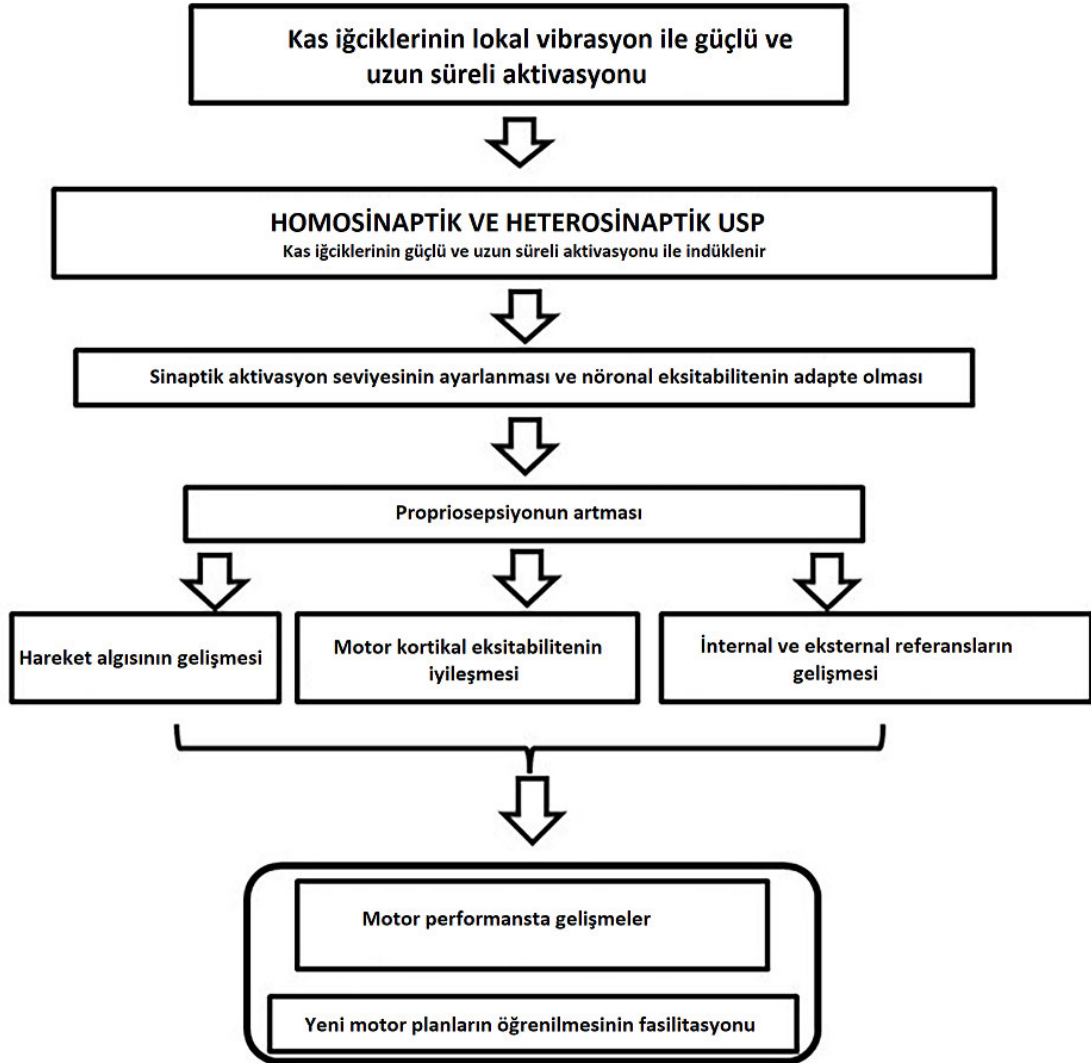 Kas iğciklerinin lokal vibrasyon ile güçlü ve
uzun süreli aktivasyonu
HOMOSİNAPTİK VE HETEROSİNAPTİK USP
Kas iğciklerinin güçlü ve uzun süreli aktivasyonu ile indüklenir
Sinaptik aktivasyon seviyesinin ayarlanması ve nöronal eksitabilitenin adapte olması
Propriosepsiyonun artması
Hareket algısının gelişmesi
Motor kortikal eksitabilitenin
iyileşmesi
İnternal ve eksternal referansların
gelişmesi
Motor performansta gelişmeler
Yeni motor planların öğrenilmesinin fasilitasyonu